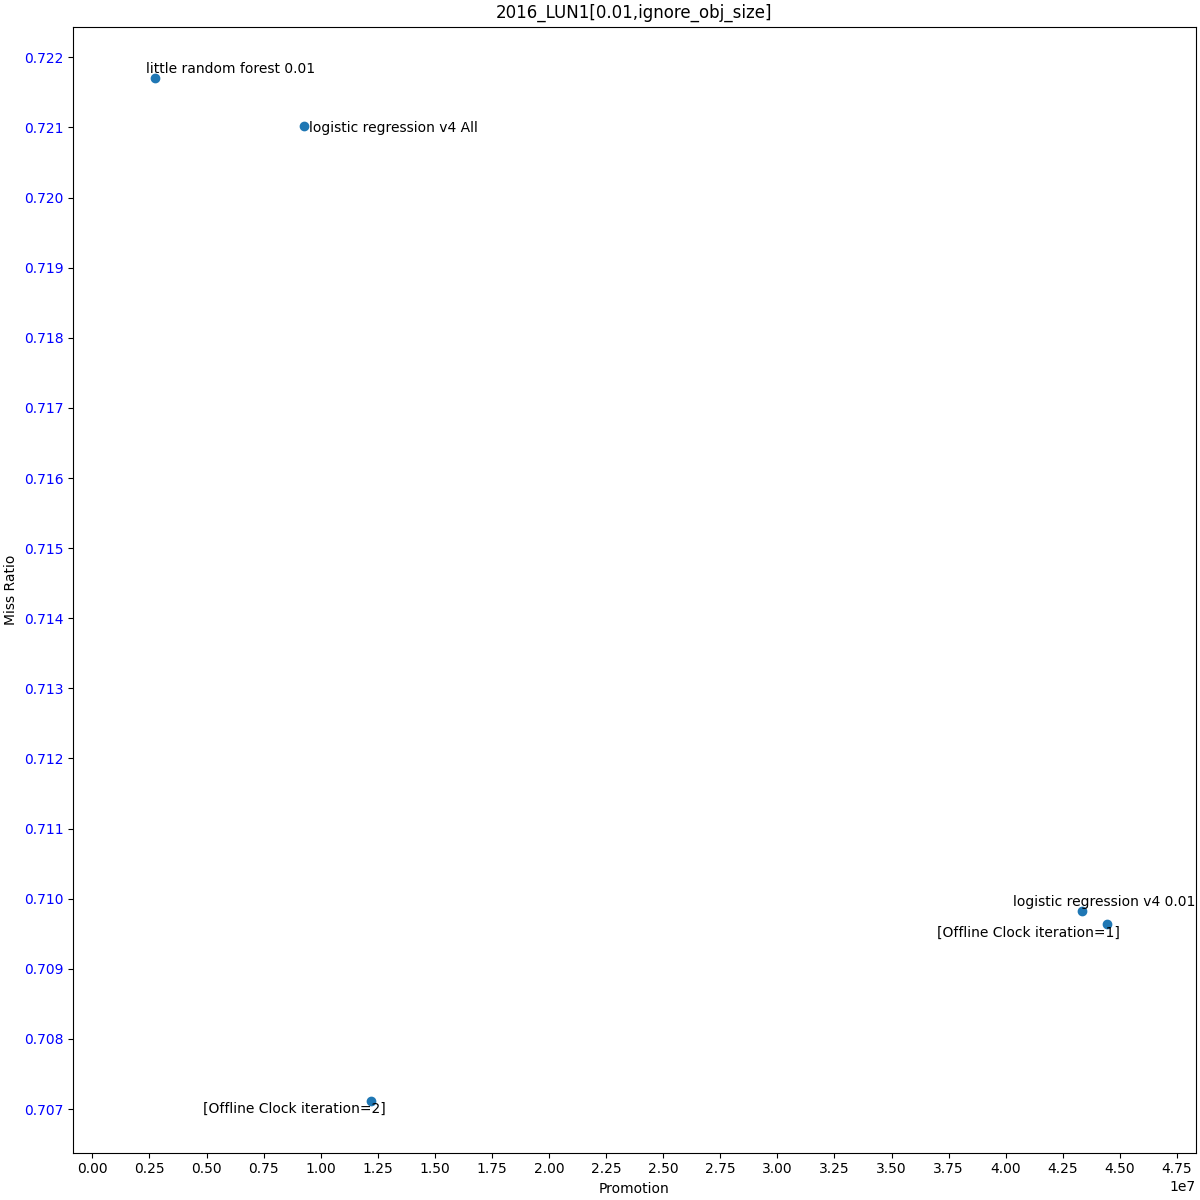 2016_LUN1[0.01,ignore_obj_size]
0.722
0.721
0.720
0.719
0.718
0.717
0.716
0.715
0.714
0.713
0.712
0.711
0.710
0.709
0.708
0.707
Miss Ratio
little random forest 0.01
logistic regression v4 All
logistic regression v4 0.01
[Offline Clock iteration=1]
[Offline Clock iteration=2]
0.00 0.25 0.50 0.75 1.00 1.25 1.50 1.75 2.00 2.25 2.50 2.75 3.00 3.25 3.50 3.75 4.00 4.25 4.50 4.75
1e7
Promotion